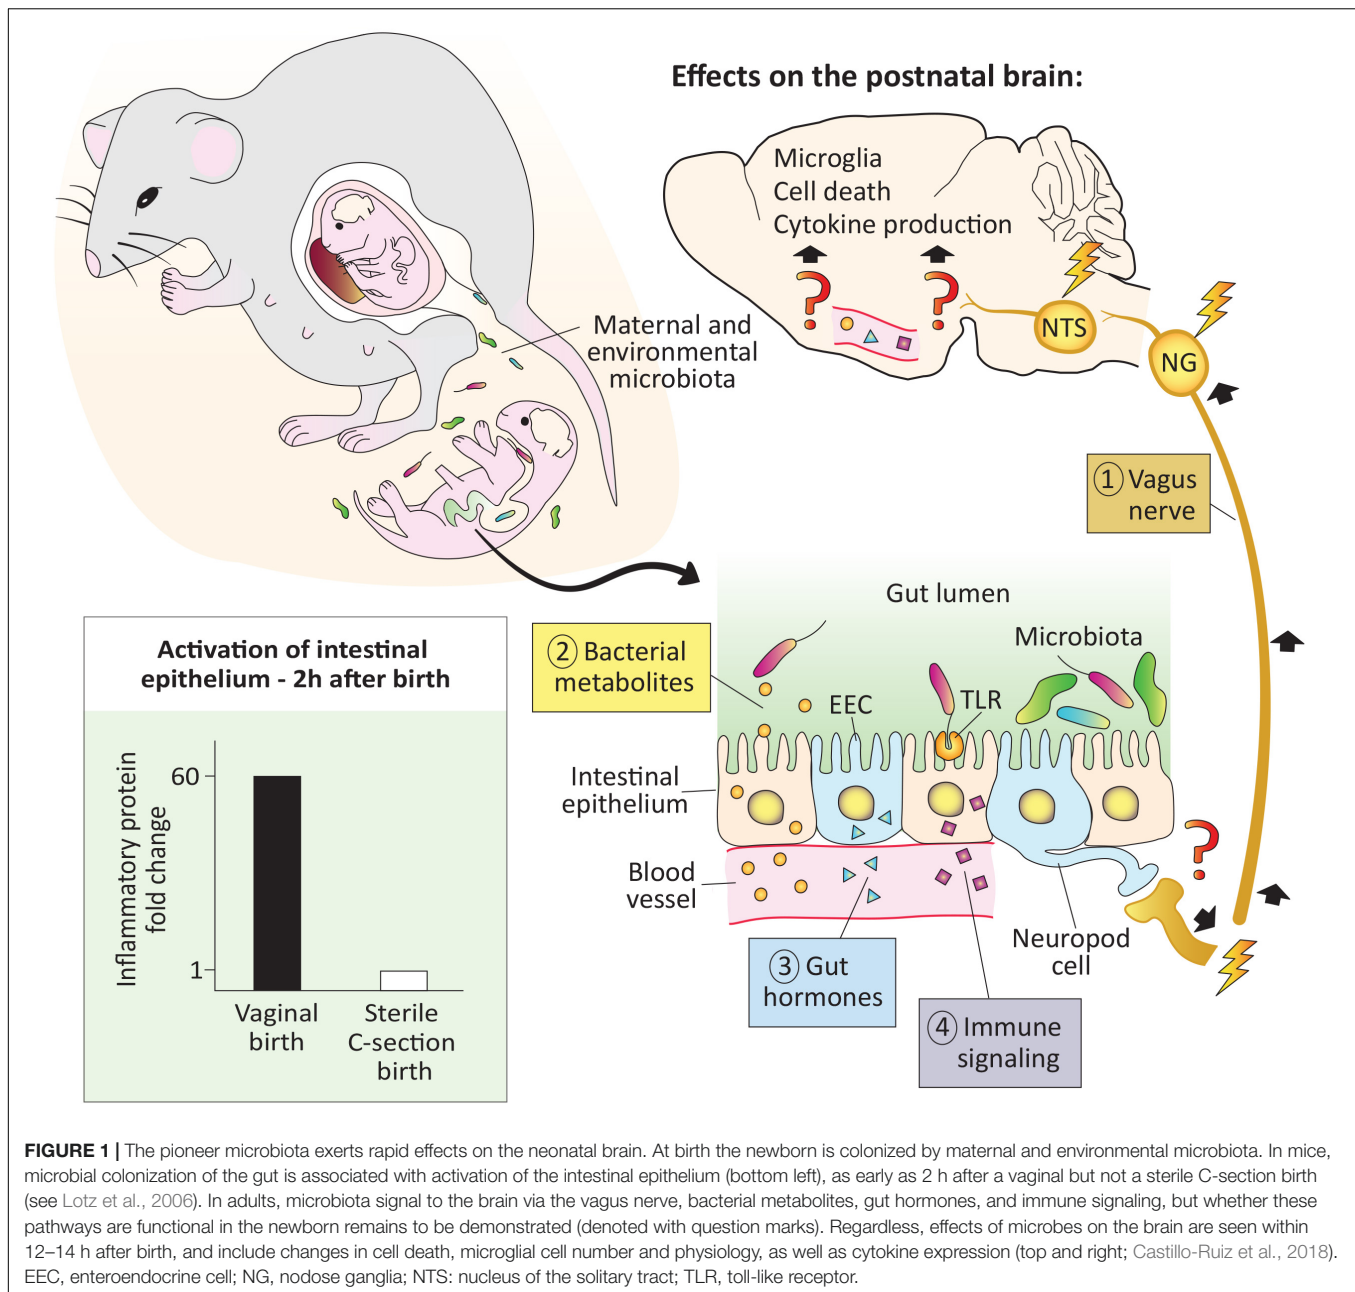 Effects on the postnatal brain:
Microglia
Cell death
Cytokine production
?
?
NTS
NG
Maternal and
environmental
microbiota
① Vagus
nerve
Gut lumen
Microbiota
② Bacterial
metabolites
EEC
TLR
Intestinal
epithelium
Blood
vessel
?
Neuropod
cell
③ Gut
hormones
④ Immune
signaling
Activation of intestinal
epithelium - 2h after birth
Inflammatory protein
fold change
60
1
Vaginal
birth
Sterile
C-section
birth
FIGURE 1 | The pioneer microbiota exerts rapid effects on the neonatal brain. At birth the newborn is colonized by maternal and environmental microbiota. In mice,
microbial colonization of the gut is associated with activation of the intestinal epithelium (bottom left), as early as 2 h after a vaginal but not a sterile C-section birth
(see Lotz et al., 2006). In adults, microbiota signal to the brain via the vagus nerve, bacterial metabolites, gut hormones, and immune signaling, but whether these
pathways are functional in the newborn remains to be demonstrated (denoted with question marks). Regardless, effects of microbes on the brain are seen within
12–14 h after birth, and include changes in cell death, microglial cell number and physiology, as well as cytokine expression (top and right; Castillo-Ruiz et al., 2018).
EEC, enteroendocrine cell; NG, nodose ganglia; NTS: nucleus of the solitary tract; TLR, toll-like receptor.